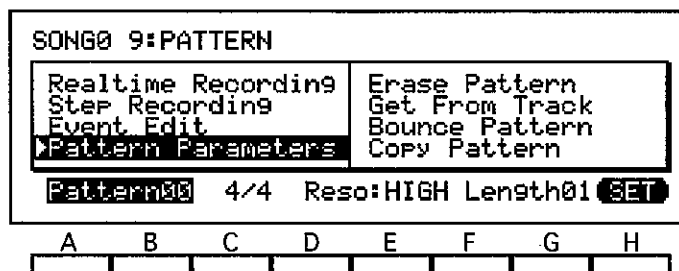 SONG0 9:PATTERN
Realtime Recording
Step Recording
Event Edit
Pattern Parameters
Erase Pattern
Get From Track
Bounce Pattern
Copy Pattern
Pattern00 4/4 Reso:HIGH Length01 SET
A B C D E F G H